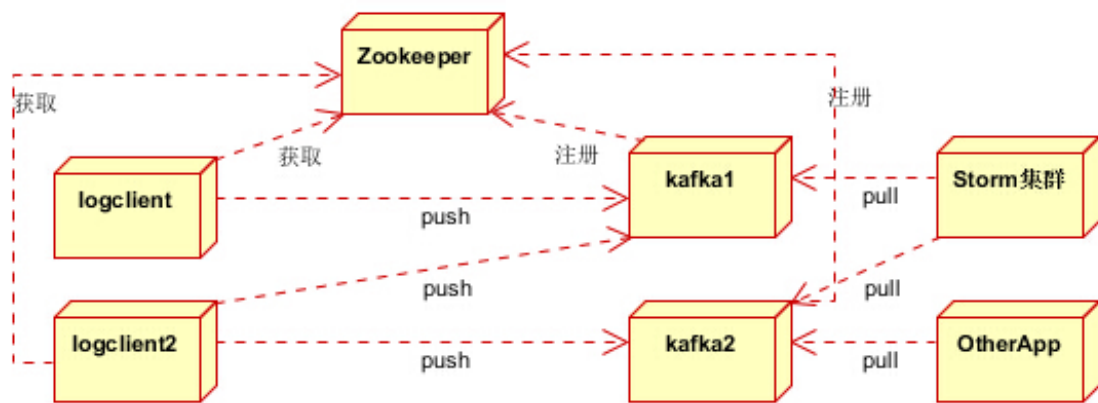 Zookeeper
获取
注册
获取
注册
logclient
kafka1
Storm集群
push
pull
push
pull
logclient2
kafka2
OtherApp
push
pull